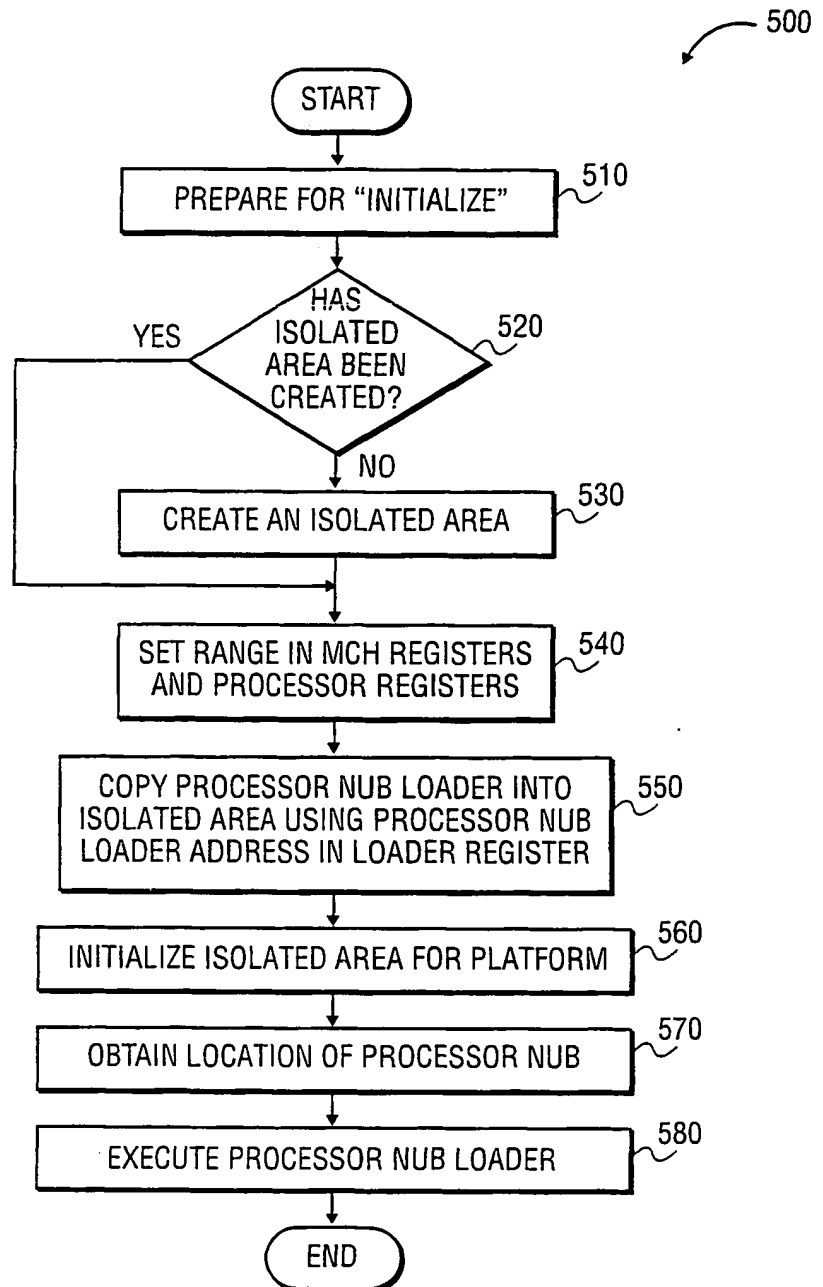 500
START
PREPARE FOR “INITIALIZE”
510
HAS
ISOLATED
AREA BEEN
CREATED?
520
YES
NO
CREATE AN ISOLATED AREA
530
SET RANGE IN MCH REGISTERS
AND PROCESSOR REGISTERS
540
COPY PROCESSOR NUB LOADER INTO
ISOLATED AREA USING PROCESSOR NUB
LOADER ADDRESS IN LOADER REGISTER
550
INITIALIZE ISOLATED AREA FOR PLATFORM
560
OBTAIN LOCATION OF PROCESSOR NUB
570
EXECUTE PROCESSOR NUB LOADER
580
END